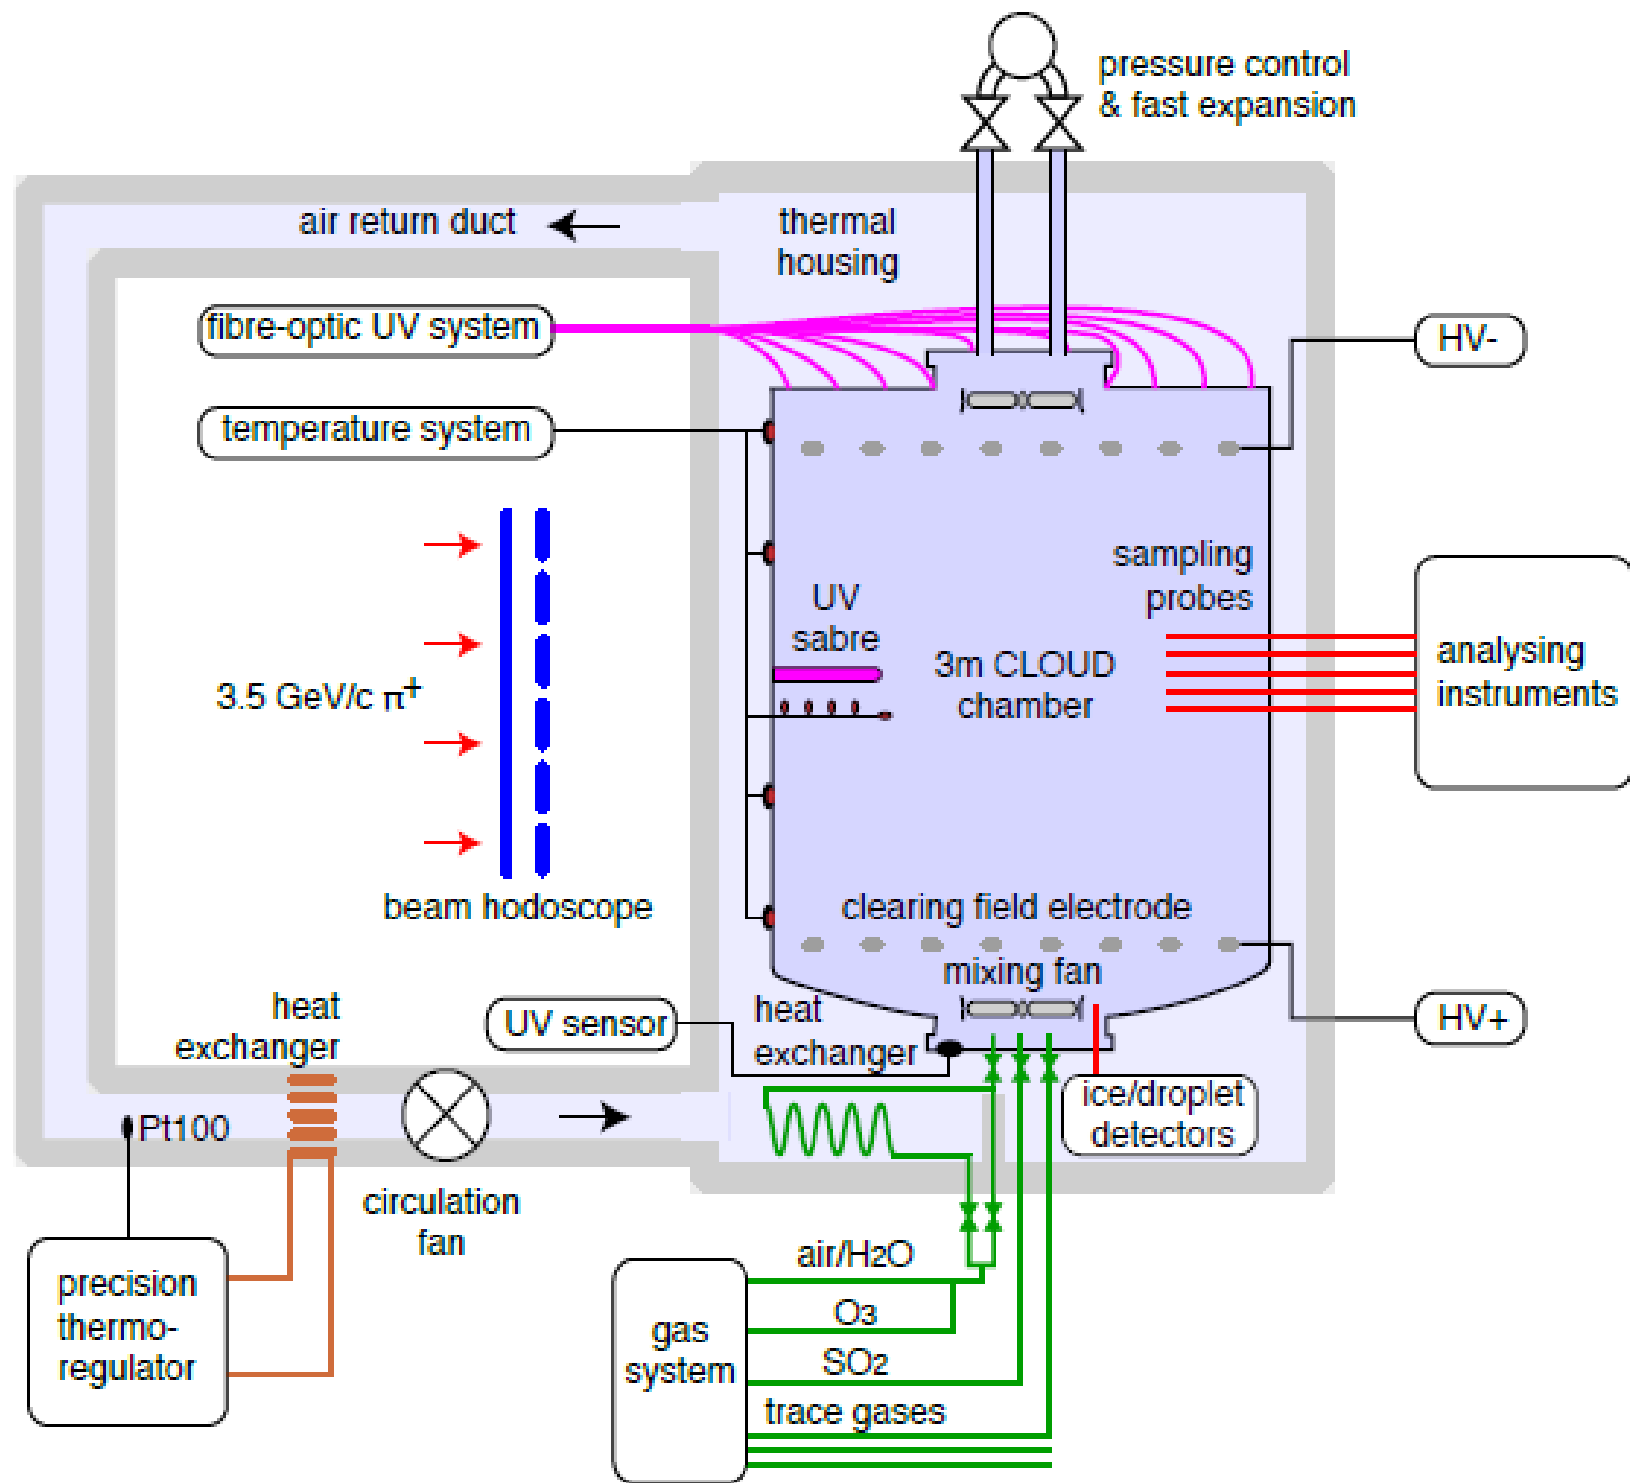 pressure control
& fast expansion
air return duct
thermal
housing
fibre-optic UV system
HV-
temperature system
sampling
probes
UV
sabre
3m CLOUD
chamber
analysing
instruments
3.5 GeV/c π+
beam hodoscope
clearing field electrode
mixing fan
heat
exchanger
UV sensor
heat
exchanger
HV+
Pt100
ice/droplet
detectors
circulation
fan
precision
thermo-
regulator
air/H2O
O3
SO2
trace gases
gas
system